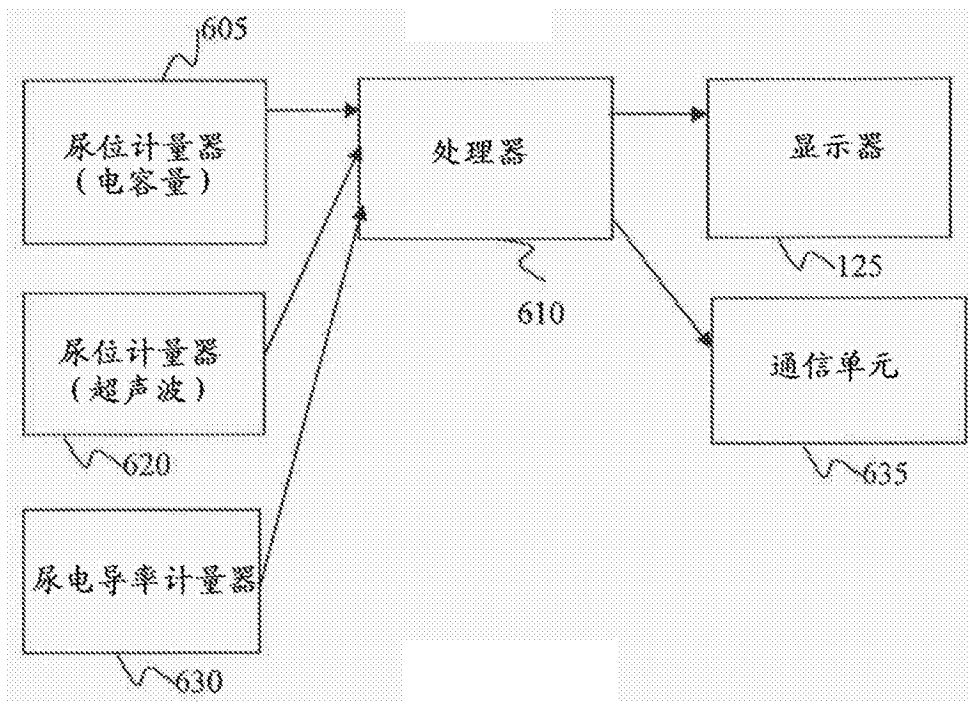 605
尿位计量器
（电容量）
处理器
显示器
125
610
尿位计量器
（超声波）
620
通信单元
635
尿电导率计量器
630